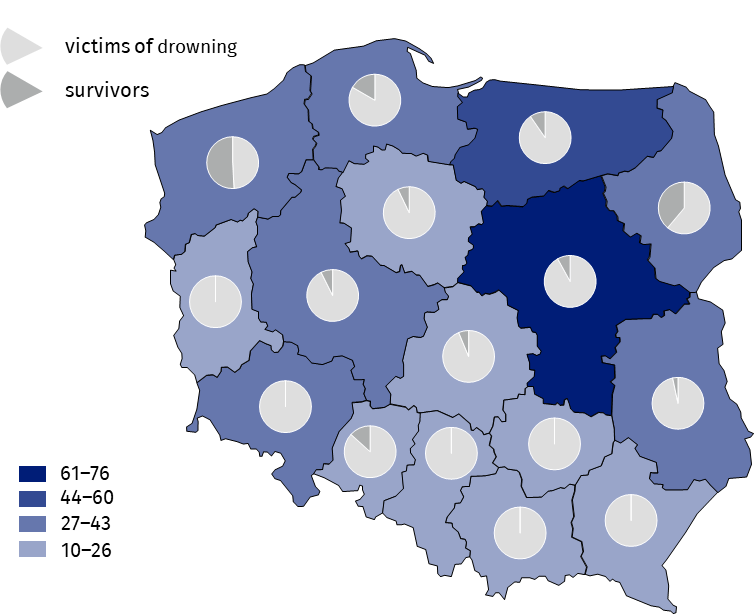 victims of drowning
survivors
61–76
44–60
27–43
10–26